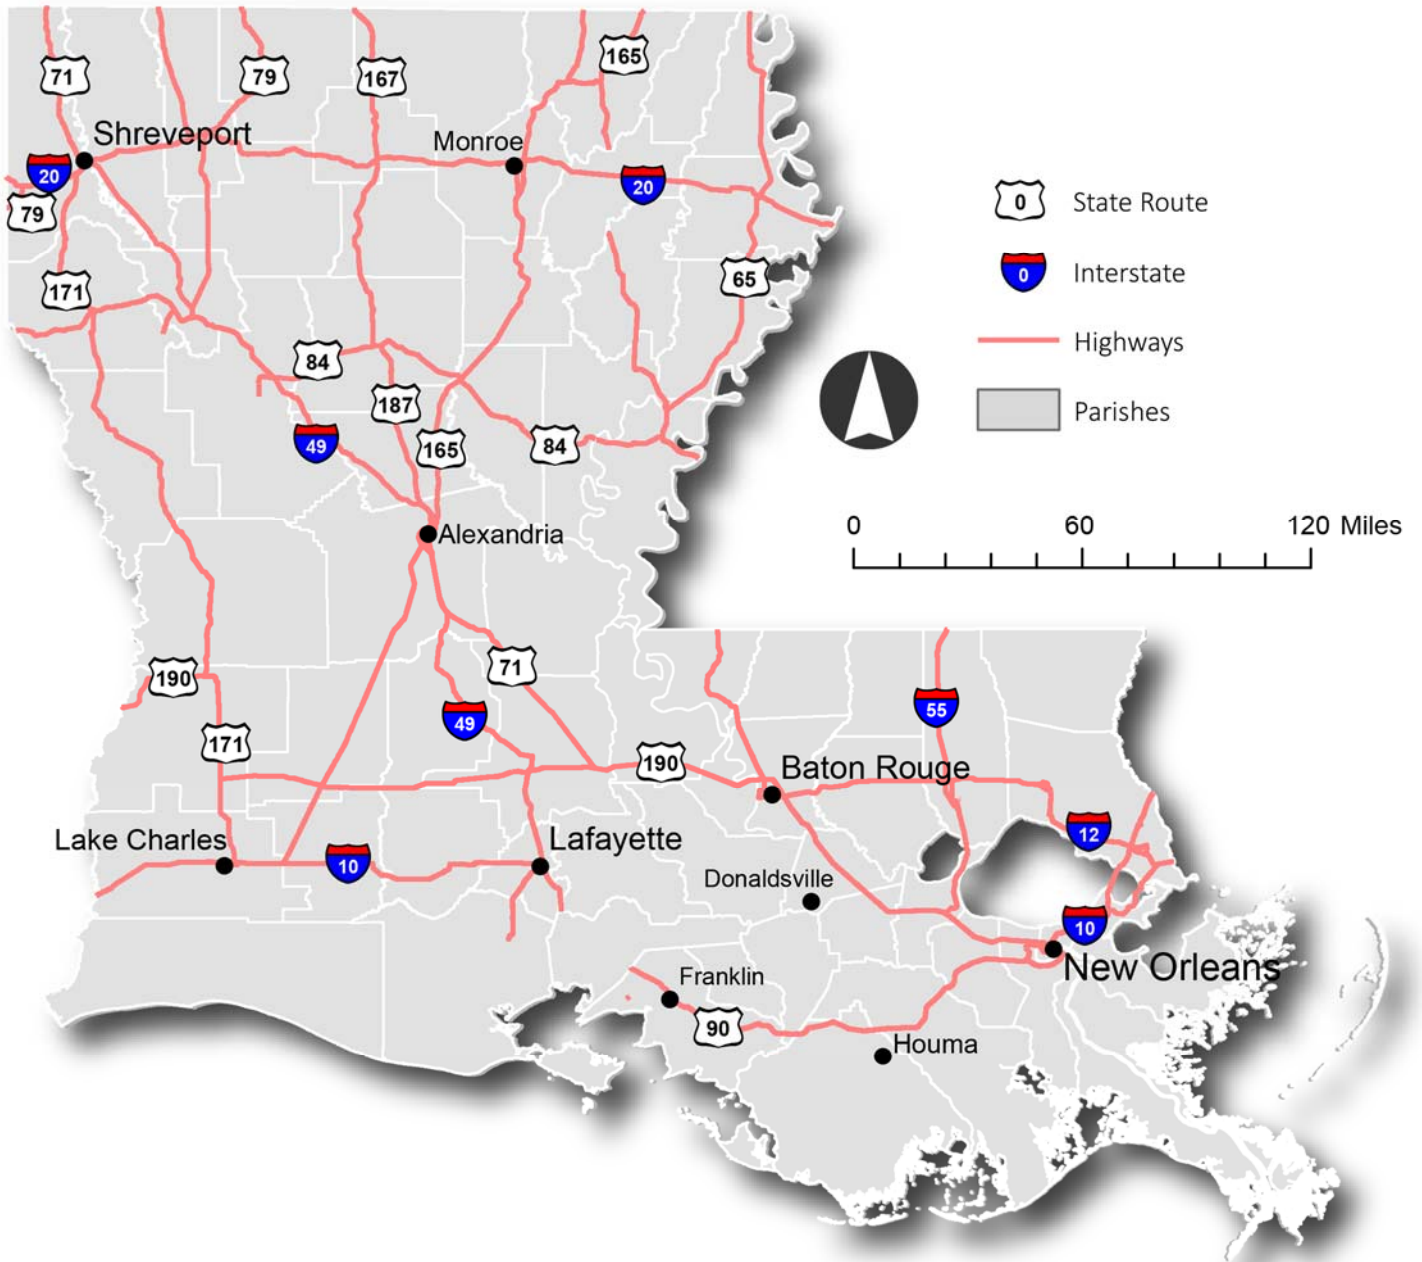 165
71
79
167
Shreveport
Monroe
20
20
79
0
State Route
171
65
0
Interstate
84
Highways
187
Parishes
49
165
84
0
60
120 Miles
Alexandria
190
71
55
49
171
190
Baton Rouge
Lake Charles
Lafayette
12
10
Donaldsville
10
New Orleans
Franklin
90
Houma